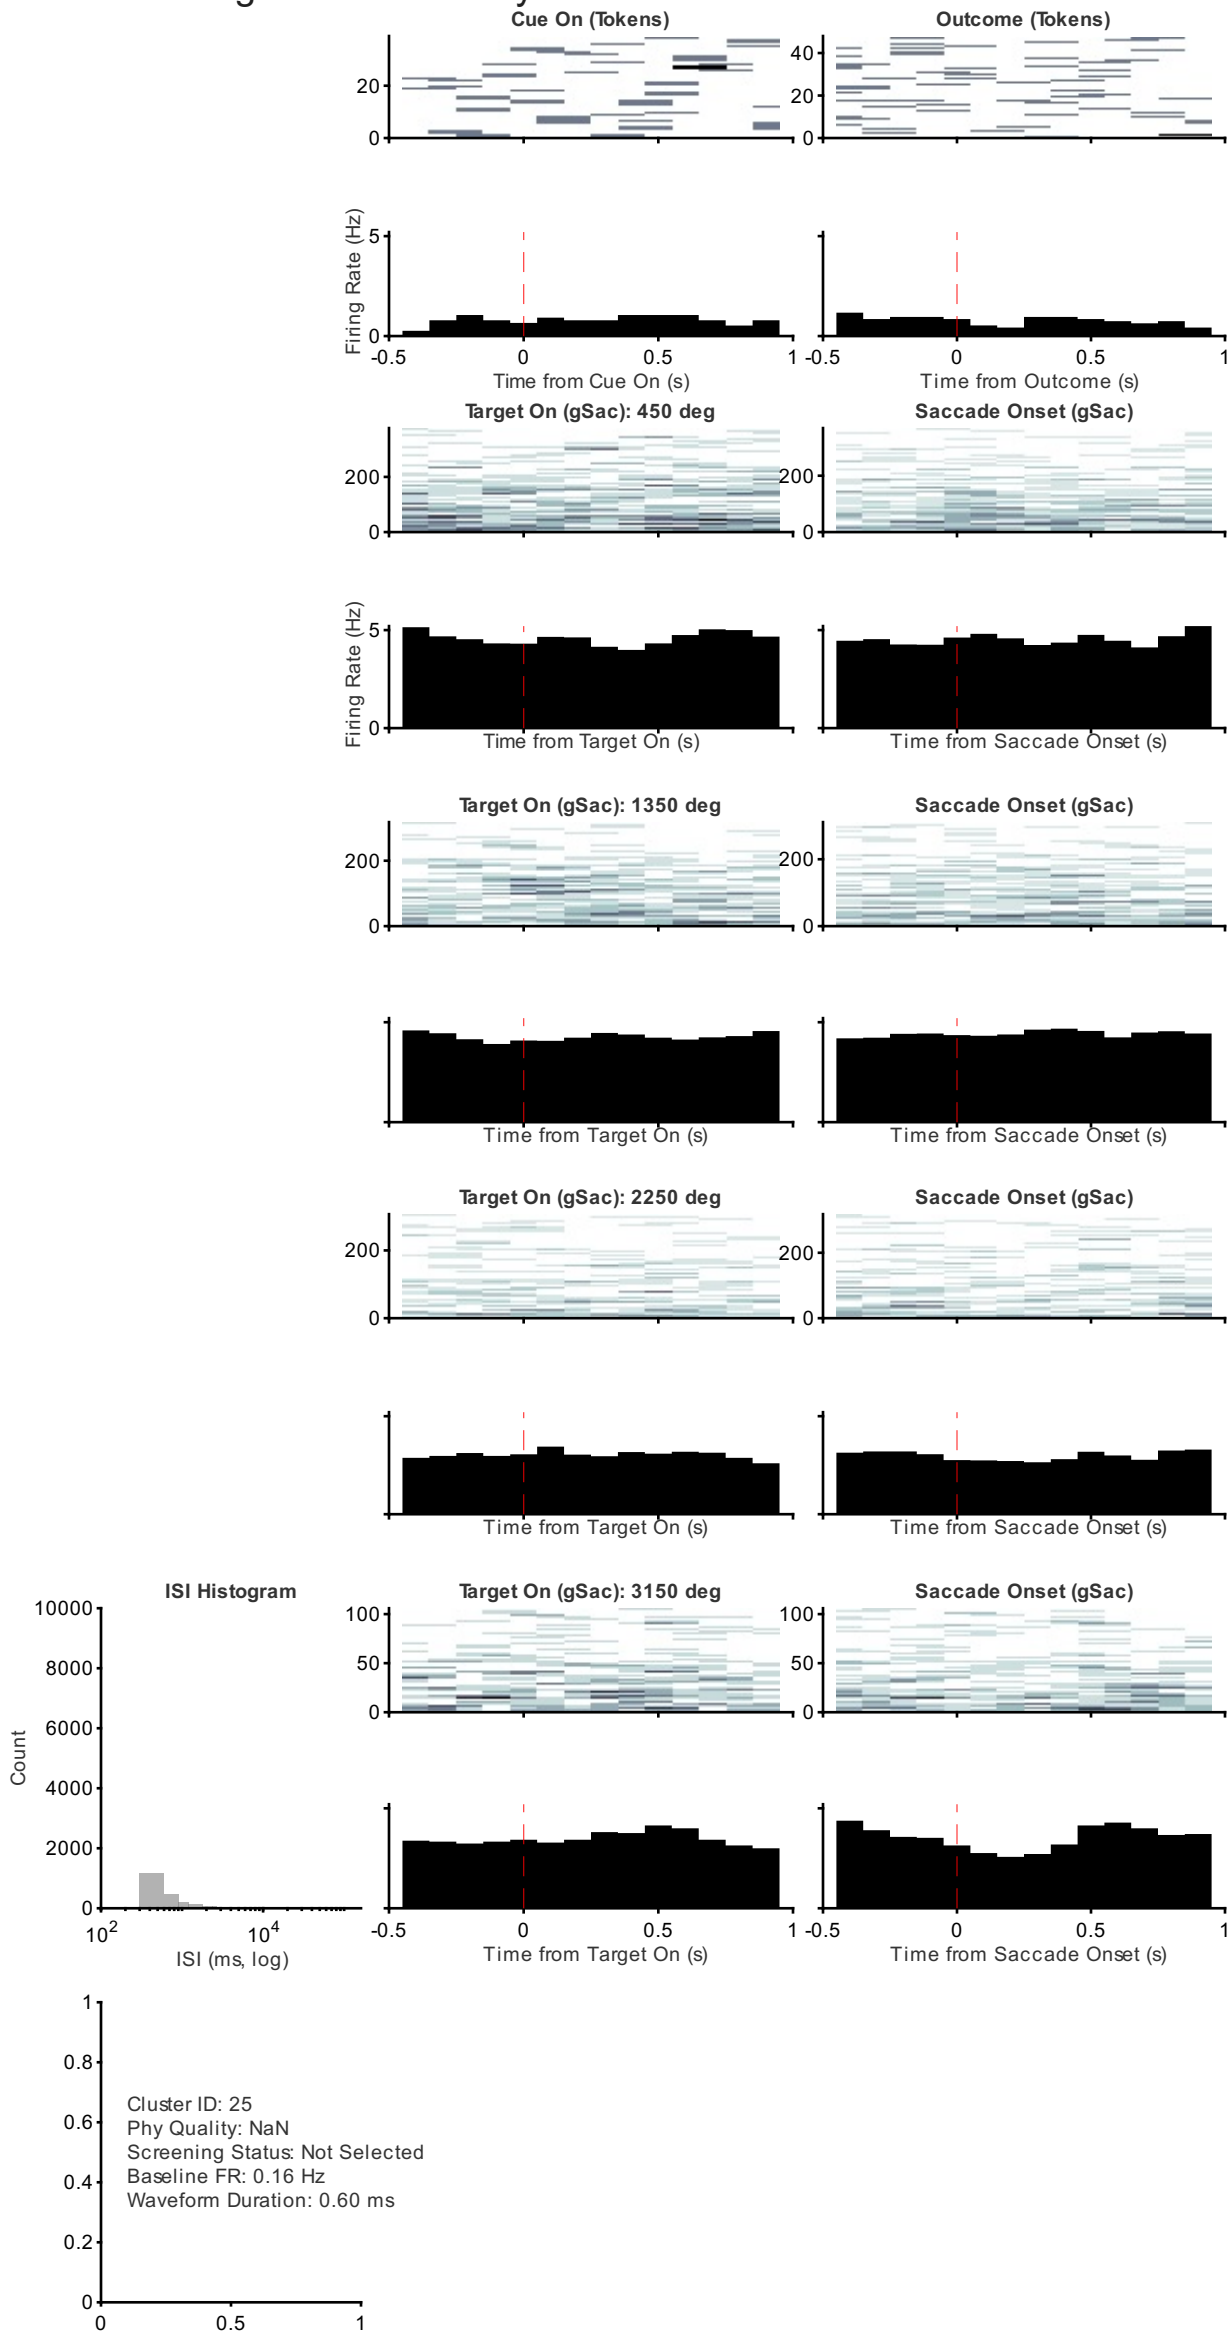 Cue On (Tokens)
Outcome (Tokens)
20
0
40
20
0
Firing Rate (Hz)
5
0
-0.5 0 0.5 1
-0.5 0 0.5 1
Time from Cue On (s)
Time from Outcome (s)
Target On (gSac): 450 deg
Saccade Onset (gSac)
200
0
200
0
Firing Rate (Hz)
5
0
Time from Target On (s)
Time from Saccade Onset (s)
Target On (gSac): 1350 deg
Saccade Onset (gSac)
200
0
200
0
Time from Target On (s)
Time from Saccade Onset (s)
Target On (gSac): 2250 deg
Saccade Onset (gSac)
200
0
200
0
Time from Target On (s)
Time from Saccade Onset (s)
ISI Histogram
Target On (gSac): 3150 deg
Saccade Onset (gSac)
10000
8000
6000
4000
2000
0
Count
10^2 10^4
ISI (ms, log)
100
50
0
100
50
0
-0.5 0 0.5 1
-0.5 0 0.5 1
Time from Target On (s)
Time from Saccade Onset (s)
1
0.8
0.6
0.4
0.2
0
Cluster ID: 25
Phy Quality: NaN
Screening Status: Not Selected
Baseline FR: 0.16 Hz
Waveform Duration: 0.60 ms
0 0.5 1